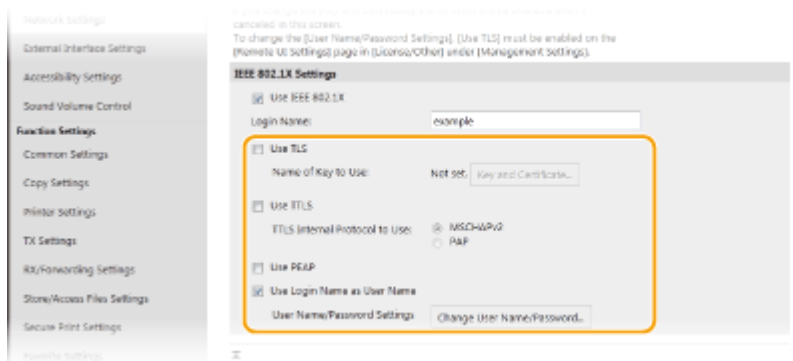 Network Settings
External Interface Settings
Accessibility Settings
Sound Volume Control
Function Settings
Common Settings
Copy Settings
Printer Settings
TX Settings
RX/Forwarding Settings
Store/Access Files Settings
Secure Print Settings
Favorite Settings
canceled in this screen.
To change the [User Name/Password Settings], [Use TLS] must be enabled on the
[Remote UI Settings] page in [License/Other] under [Management Settings].
IEEE 802.1X Settings
Use IEEE 802.1X
Login Name: example
Use TLS
Name of Key to Use: Not set. Key and Certificate...
Use TTLS
TTLS Internal Protocol to Use: MSCHAPv2
PAP
Use PEAP
Use Login Name as User Name
User Name/Password Settings Change User Name/Password...